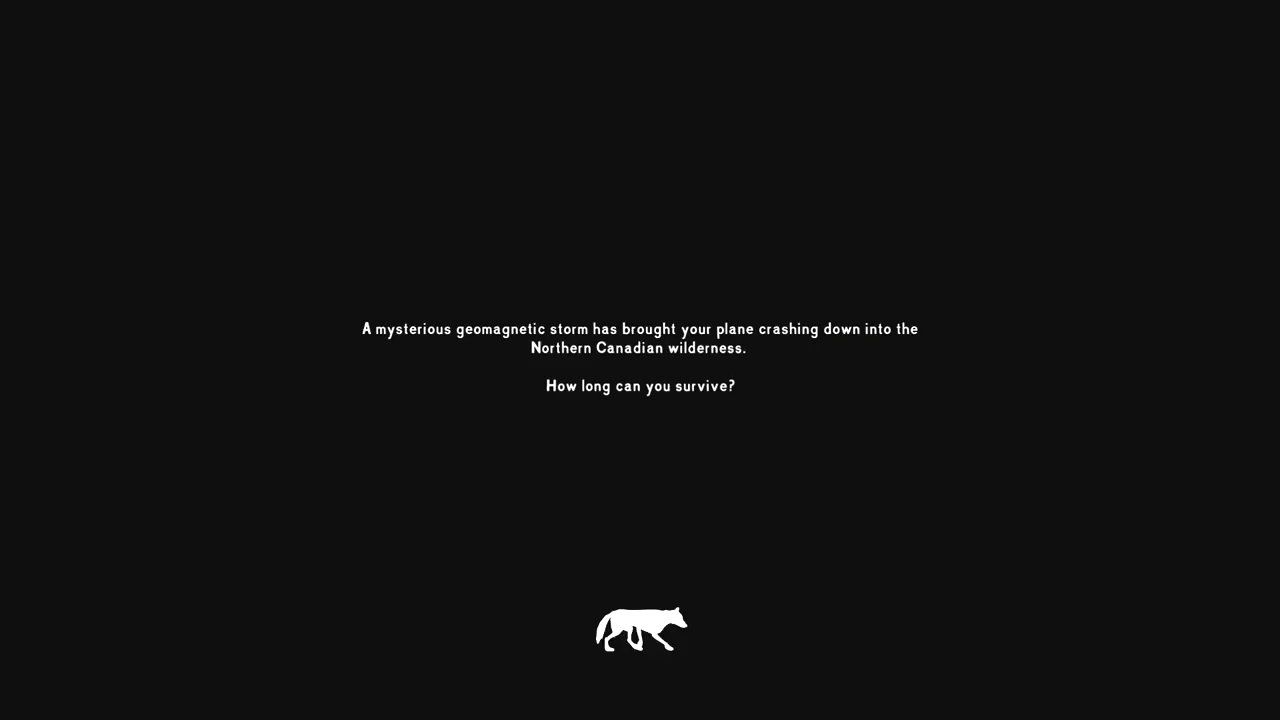 A mysterious geomagnetic storm has brought your plane crashing down into the
Northern Canadian wilderness.
How long can you survive?